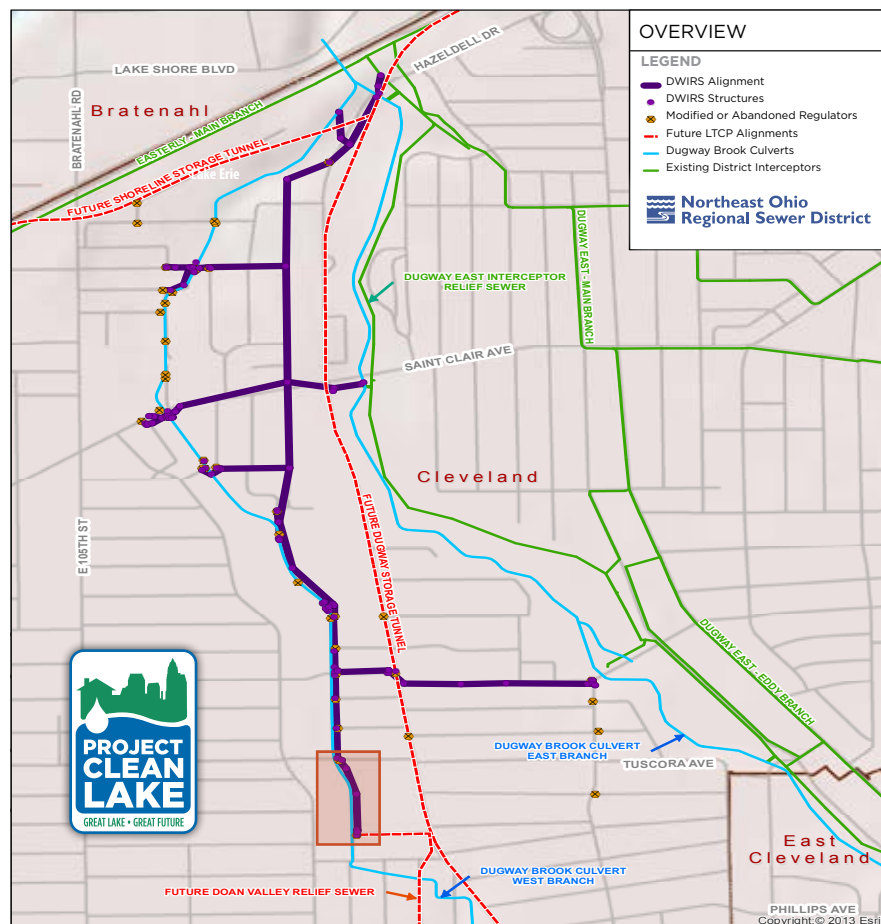 OVERVIEW
LEGEND
DWIRS Alignment
DWIRS Structures
Modified or Abandoned Regulators
Future LTCP Alignments
Dugway Brook Culverts
Existing District Interceptors
Northeast Ohio
Regional Sewer District
HAZELDELL DR
LAKE SHORE BLVD
Bratenahl
BRATENAHL RD
EASTERLY - MAIN BRANCH
FUTURE SHORELINE STORAGE TUNNEL
Lake Erie
DUGWAY EAST - MAIN BRANCH
DUGWAY EAST INTERCEPTOR
RELIEF SEWER
SAINT CLAIR AVE
Cleveland
E 105TH ST
FUTURE DUGWAY STORAGE TUNNEL
DUGWAY EAST - EDDY BRANCH
PROJECT
CLEAN
LAKE
GREAT LAKE • GREAT FUTURE
DUGWAY BROOK CULVERT
EAST BRANCH
TUSCORA AVE
East
Cleveland
DUGWAY BROOK CULVERT
WEST BRANCH
FUTURE DOAN VALLEY RELIEF SEWER
PHILLIPS AVE
Copyright:© 2013 Esri